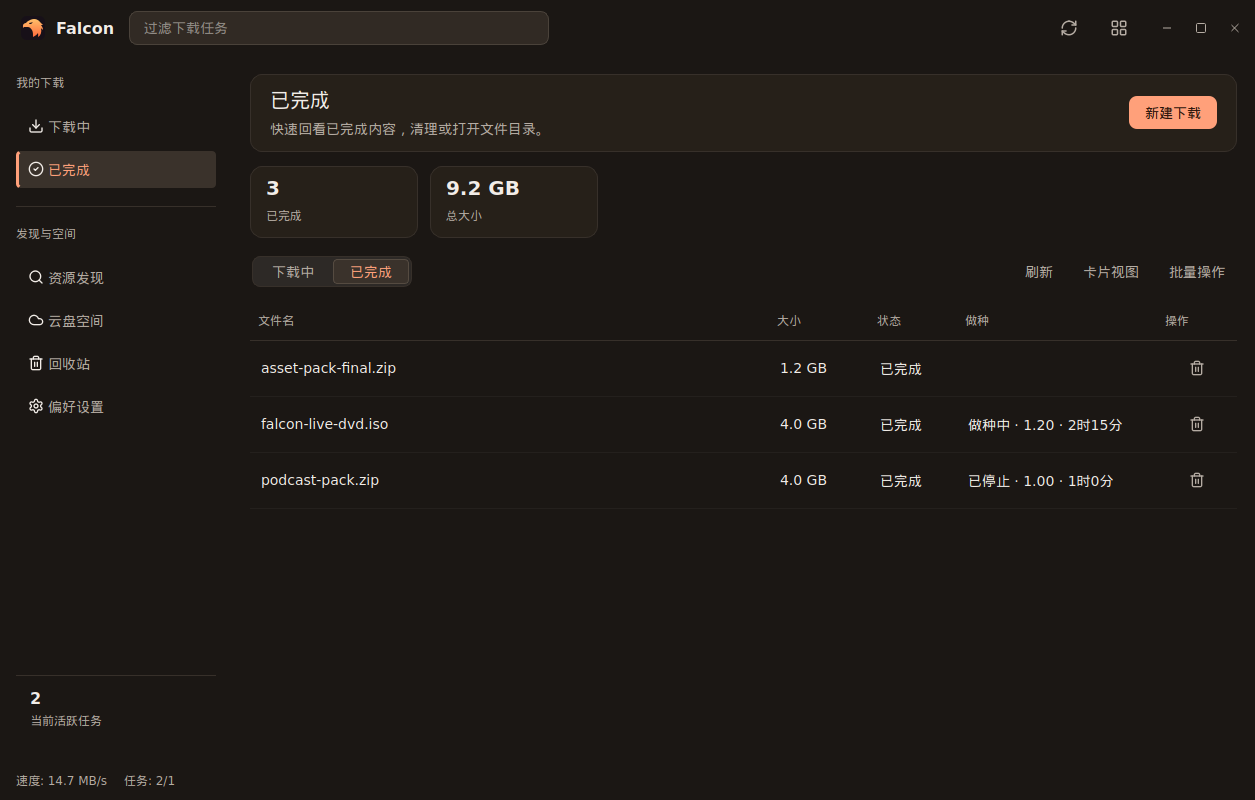 Falcon
过滤下载任务
我的下载
下载中
已完成
发现与空间
资源发现
云盘空间
回收站
偏好设置
2
当前活跃任务
速度: 14.7 MB/s 任务: 2/1
已完成
快速回看已完成内容，清理或打开文件目录。
新建下载
3
已完成
9.2 GB
总大小
下载中 已完成
刷新 卡片视图 批量操作
文件名 大小 状态 做种 操作
asset-pack-final.zip 1.2 GB 已完成
falcon-live-dvd.iso 4.0 GB 已完成 做种中 · 1.20 · 2时15分
podcast-pack.zip 4.0 GB 已完成 已停止 · 1.00 · 1时0分